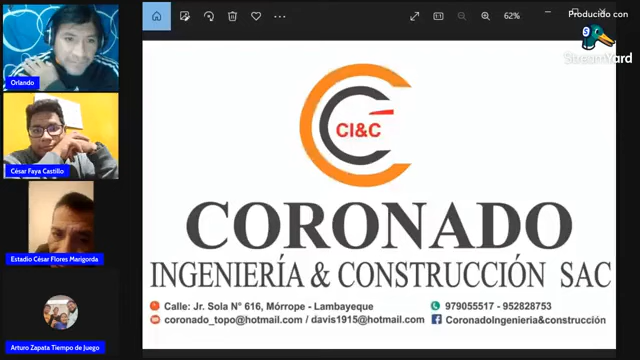 Orlando
César Faya Castillo
Estadio César Flores Marigorda
Arturo Zapata Tiempo de Juego
62%
Producido con
StreamYard
CI&C
CORONADO
INGENIERÍA & CONSTRUCCIÓN SAC
Calle: Jr. Sola N° 616, Mórrope - Lambayeque
979055517 - 952828753
coronado_topo@hotmail.com / davis1915@hotmail.com
CoronadoIngenieria&construcción